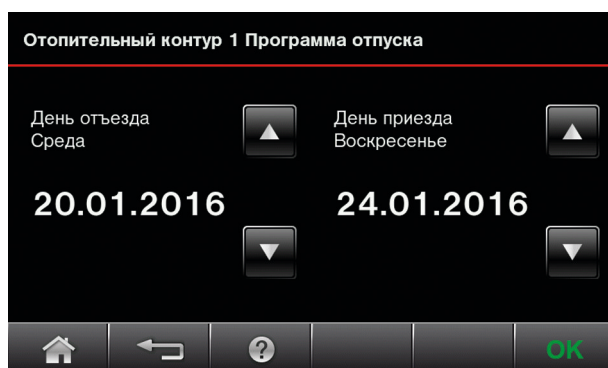 Отопительный контур 1 Программа отпуска
День отъезда
Среда
20.01.2016
День приезда
Воскресенье
24.01.2016
?
OK